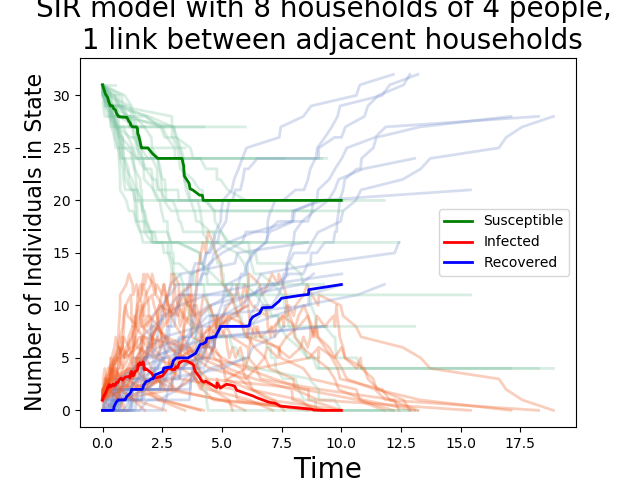 SIR model with 8 households of 4 people,
1 link between adjacent households
Number of Individuals in State
30
25
20
15
10
5
0
Susceptible
Infected
Recovered
0.0 2.5 5.0 7.5 10.0 12.5 15.0 17.5
Time